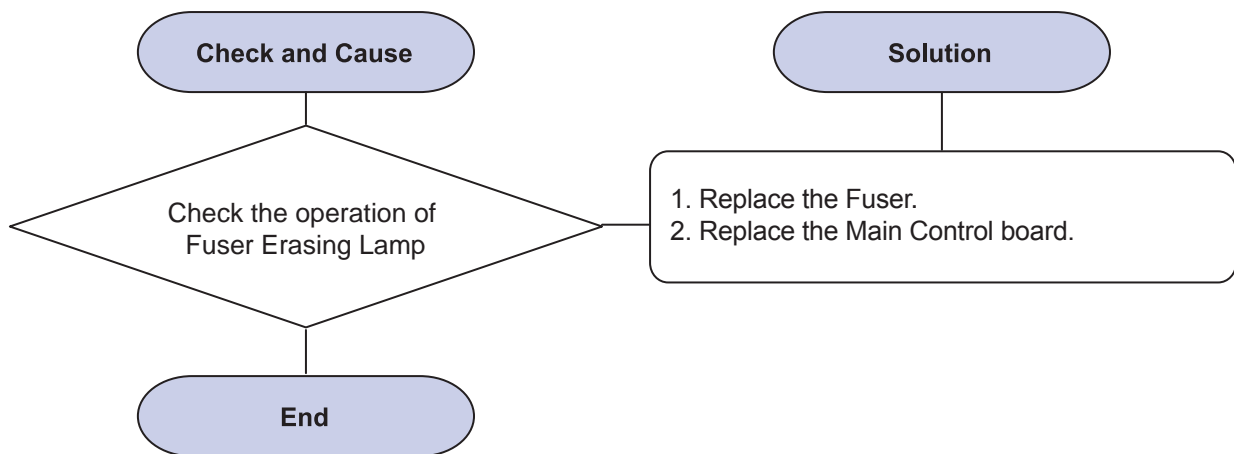 Check and Cause
Solution
Check the operation of
Fuser Erasing Lamp
1. Replace the Fuser.
2. Replace the Main Control board.
End